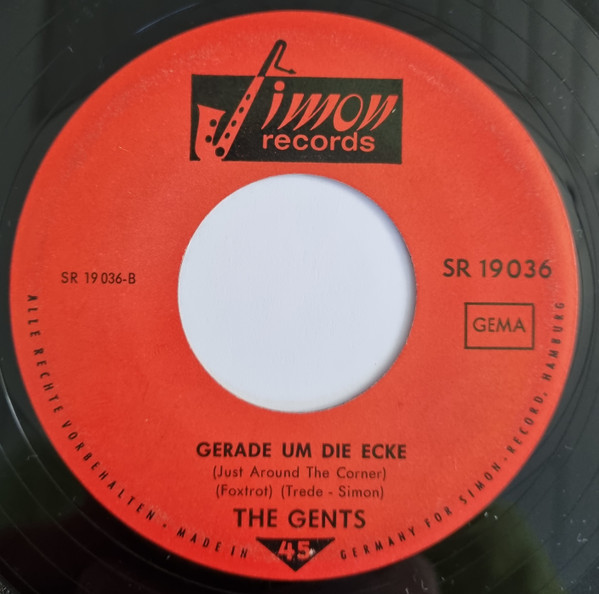 Simon
records
SR 19036-B
SR 19036
GEMA
GERADE UM DIE ECKE
(Just Around The Corner)
(Foxtrot) (Trede - Simon)
THE GENTS
45
ALLE RECHTE VORBEHALTEN · MADE IN GERMANY FOR SIMON-RECORD, HAMBURG